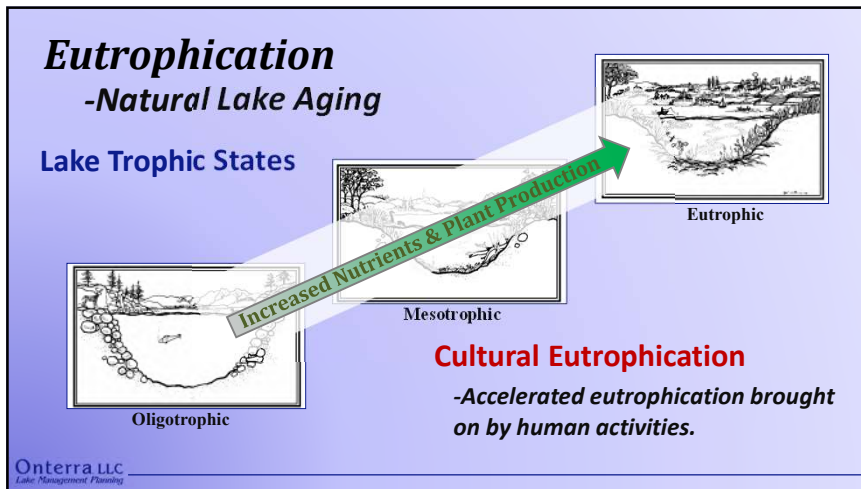 Eutrophication
-Natural Lake Aging
Lake Trophic States
Eutrophic
Increased Nutrients & Plant Production
Mesotrophic
Oligotrophic
Cultural Eutrophication
-Accelerated eutrophication brought
on by human activities.
Onterra LLC
Lake Management Planning